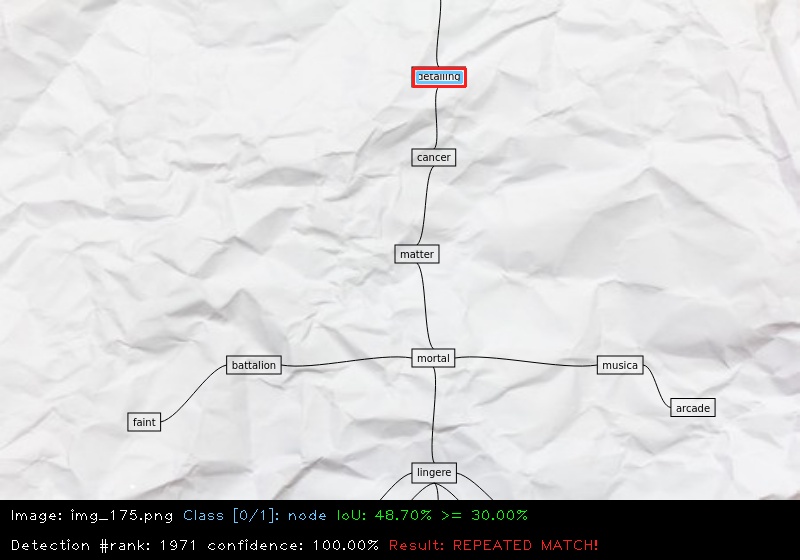 detailing
cancer
matter
mortal
battalion
musica
arcade
faint
lingere
Image: img_175.png Class [0/1]: node IoU: 48.70% >= 30.00%
Detection #rank: 1971 confidence: 100.00% Result: REPEATED MATCH!